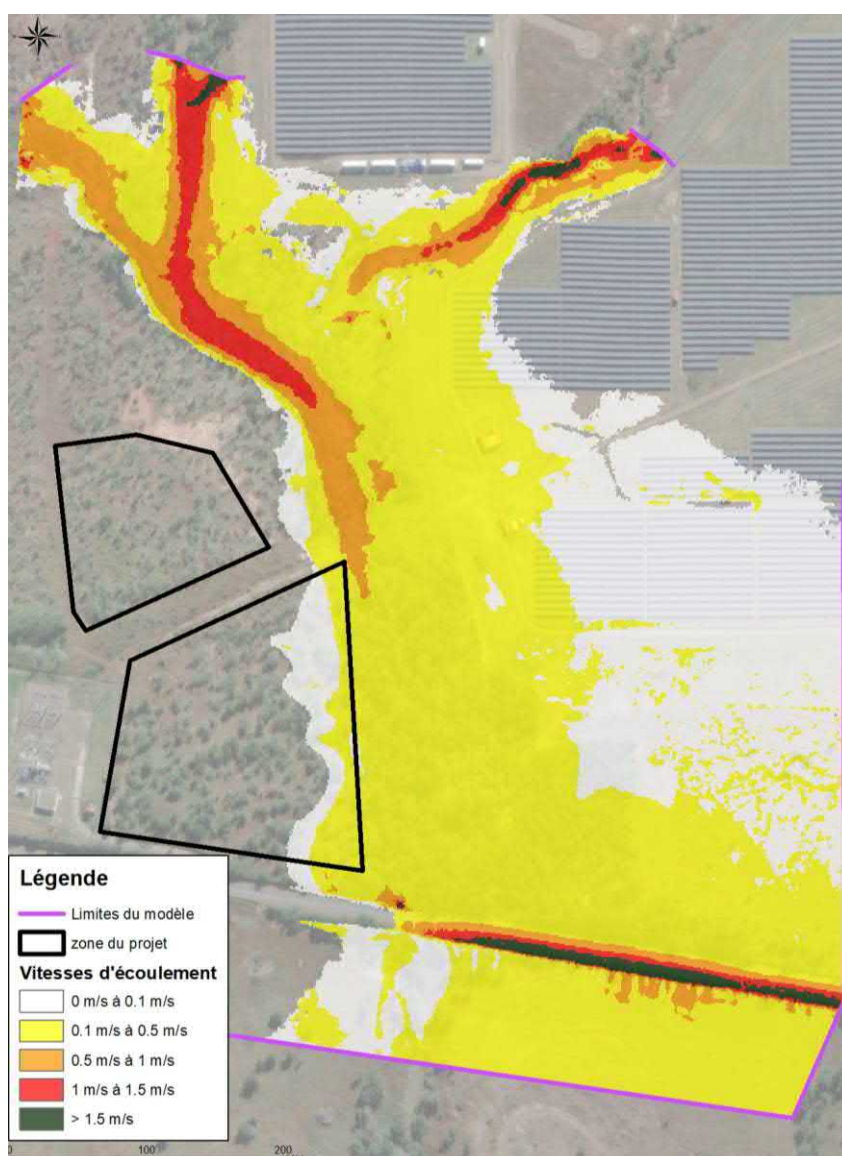 Légende
Limites du modèle
zone du projet
Vitesses d'écoulement
0 m/s à 0.1 m/s
0.1 m/s à 0.5 m/s
0.5 m/s à 1 m/s
1 m/s à 1.5 m/s
> 1.5 m/s
0 100 200